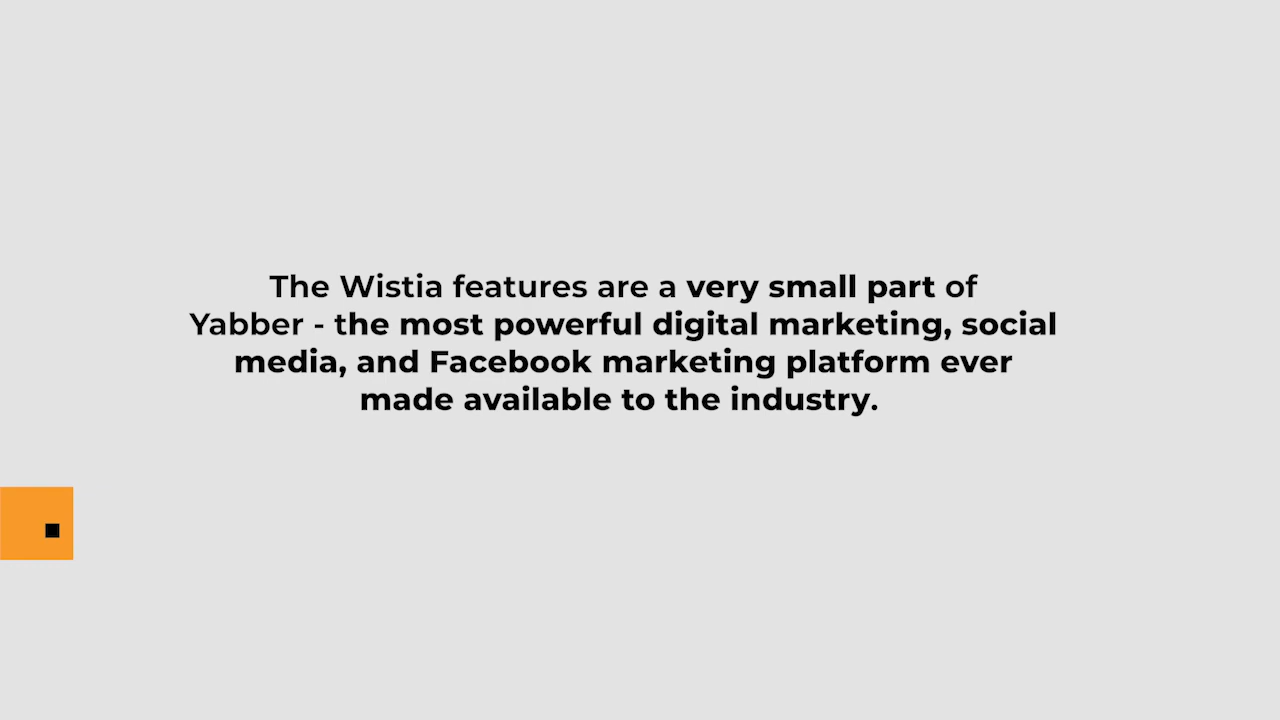 The Wistia features are a very small part of
Yabber - the most powerful digital marketing, social
media, and Facebook marketing platform ever
made available to the industry.